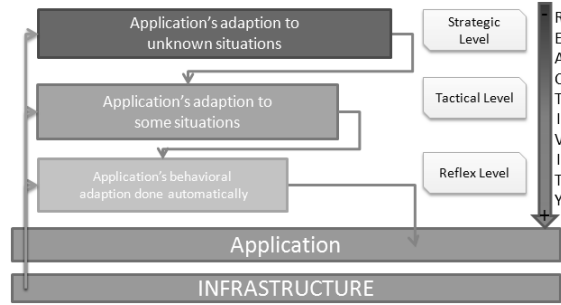 Application's adaption to
unknown situations
Strategic
Level
Application's adaption to
some situations
Tactical Level
Application's behavioral
adaption done automatically
Reflex Level
Application
INFRASTRUCTURE
-
R
E
A
C
T
I
V
I
T
Y
+